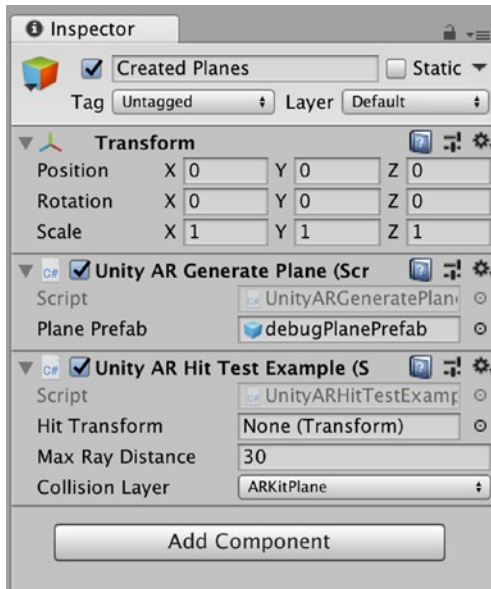 Inspector
Created Planes Static
Tag Untagged Layer Default
Transform
Position X 0 Y 0 Z 0
Rotation X 0 Y 0 Z 0
Scale X 1 Y 1 Z 1
C# Unity AR Generate Plane (Scr
Script UnityARGeneratePlan
Plane Prefab debugPlanePrefab
C# Unity AR Hit Test Example (S
Script UnityARHitTestExamp
Hit Transform None (Transform)
Max Ray Distance 30
Collision Layer ARKitPlane
Add Component